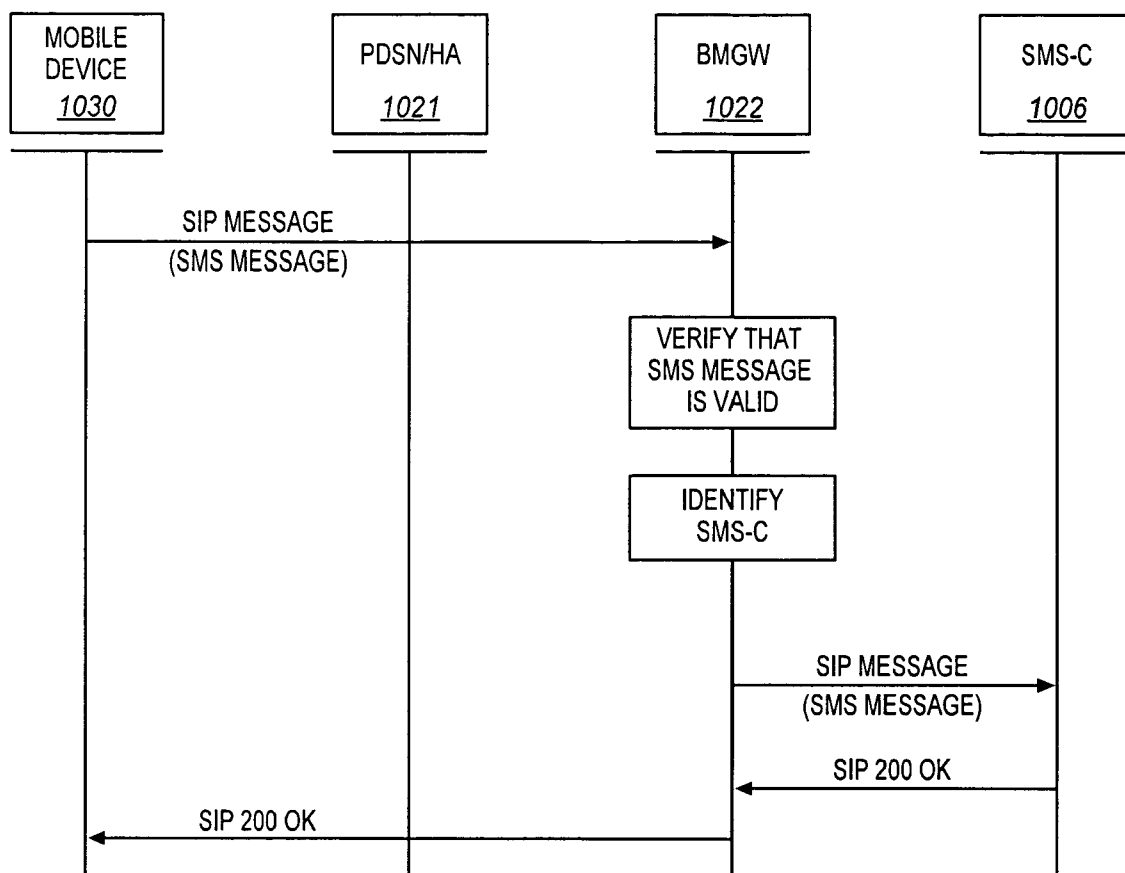 MOBILE
DEVICE
1030
PDSN/HA
1021
BMGW
1022
SMS-C
1006
SIP MESSAGE
(SMS MESSAGE)
VERIFY THAT
SMS MESSAGE
IS VALID
IDENTIFY
SMS-C
SIP MESSAGE
(SMS MESSAGE)
SIP 200 OK
SIP 200 OK